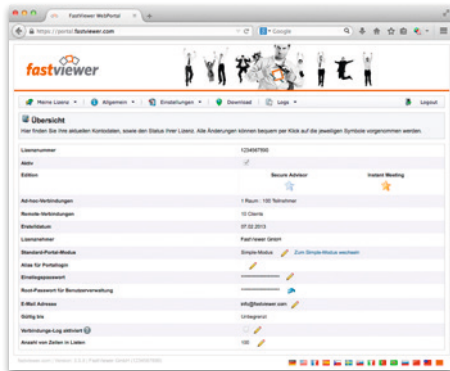 FastViewer WebPortal
https://portal.fastviewer.com
Google
fastviewer
Meine Lizenz
Allgemein
Einstellungen
Download
Logs
Logout
Übersicht
Hier finden Sie Ihre aktuellen Kontodaten, sowie den Status Ihrer Lizenz. Alle Änderungen können bequem per Klick auf die jeweiligen Symbole vorgenommen werden.
Lizenznummer 1234567890
Aktiv
Edition Secure Advisor Instant Meeting
Ad-hoc-Verbindungen 1 Raum : 100 Teilnehmer
Remote-Verbindungen 10 Clients
Erstelldatum 07.02.2013
Lizenznehmer FastViewer GmbH
Standard-Portal-Modus Simple-Modus Zum Simple-Modus wechseln
Alias für Portallogin
Einstiegspasswort
Root-Passwort für Benutzerverwaltung
E-Mail Adresse info@fastviewer.com
Gültig bis Unbegrenzt
Verbindungs-Log aktiviert
Anzahl von Zeilen in Listen 100